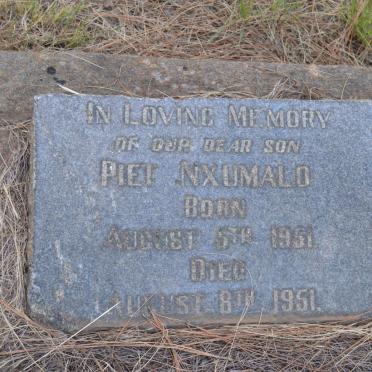 In Loving Memory
OF OUR DEAR SON
PIET NXUMALO
BORN
AUGUST 5TH 1951.
DIED
AUGUST 8TH 1951.